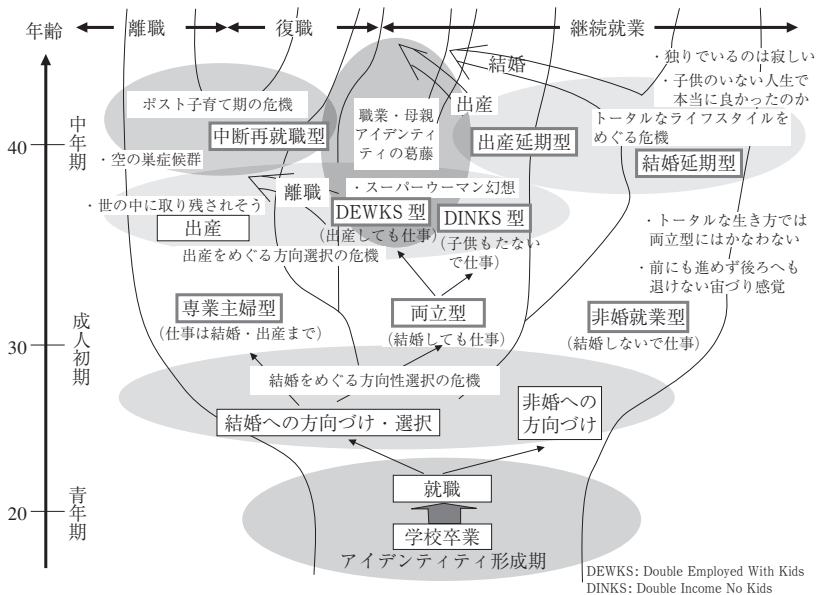 年齢
離職
復職
継続就業
結婚
・独りでいるのは寂しい
・子供のいない人生で
本当に良かったのか
出産
ポスト子育て期の危機
職業・母親
アイデンティ
ティの葛藤
トータルなライフスタイルを
めぐる危機
中年期
40
中断再就職型
出産延期型
結婚延期型
・空の巣症候群
離職
・スーパーウーマン幻想
・世の中に取り残されそう
DEWKS 型
DINKS 型
出産
(出産しても仕事)
(子供もたない
で仕事)
・トータルな生き方では
両立型にはかなわない
出産をめぐる方向選択の危機
・前にも進めず後ろへも
退けない宙づり感覚
専業主婦型
両立型
非婚就業型
(仕事は結婚・出産まで)
(結婚しても仕事)
(結婚しないで仕事)
成人初期
30
結婚をめぐる方向性選択の危機
結婚への方向づけ・選択
非婚への
方向づけ
就職
青年期
20
学校卒業
アイデンティティ形成期
DEWKS: Double Employed With Kids
DINKS: Double Income No Kids